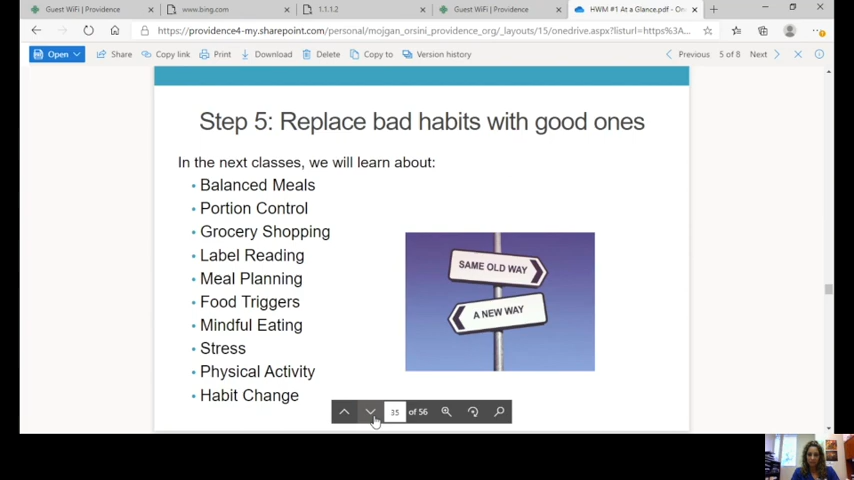 Guest WiFi | Providence
www.bing.com
1.1.1.2
Guest WiFi | Providence
HWM #1 At a Glance.pdf - On
https://providence4-my.sharepoint.com/personal/mojgan_orsini_providence_org/_layouts/15/onedrive.aspx?listurl=https%3A...
Open Share Copy link Print Download Delete Copy to Version history Previous 5 of 8 Next
Step 5: Replace bad habits with good ones
In the next classes, we will learn about:
• Balanced Meals
• Portion Control
• Grocery Shopping
• Label Reading
• Meal Planning
• Food Triggers
• Mindful Eating
• Stress
• Physical Activity
• Habit Change
SAME OLD WAY
A NEW WAY
35 of 56